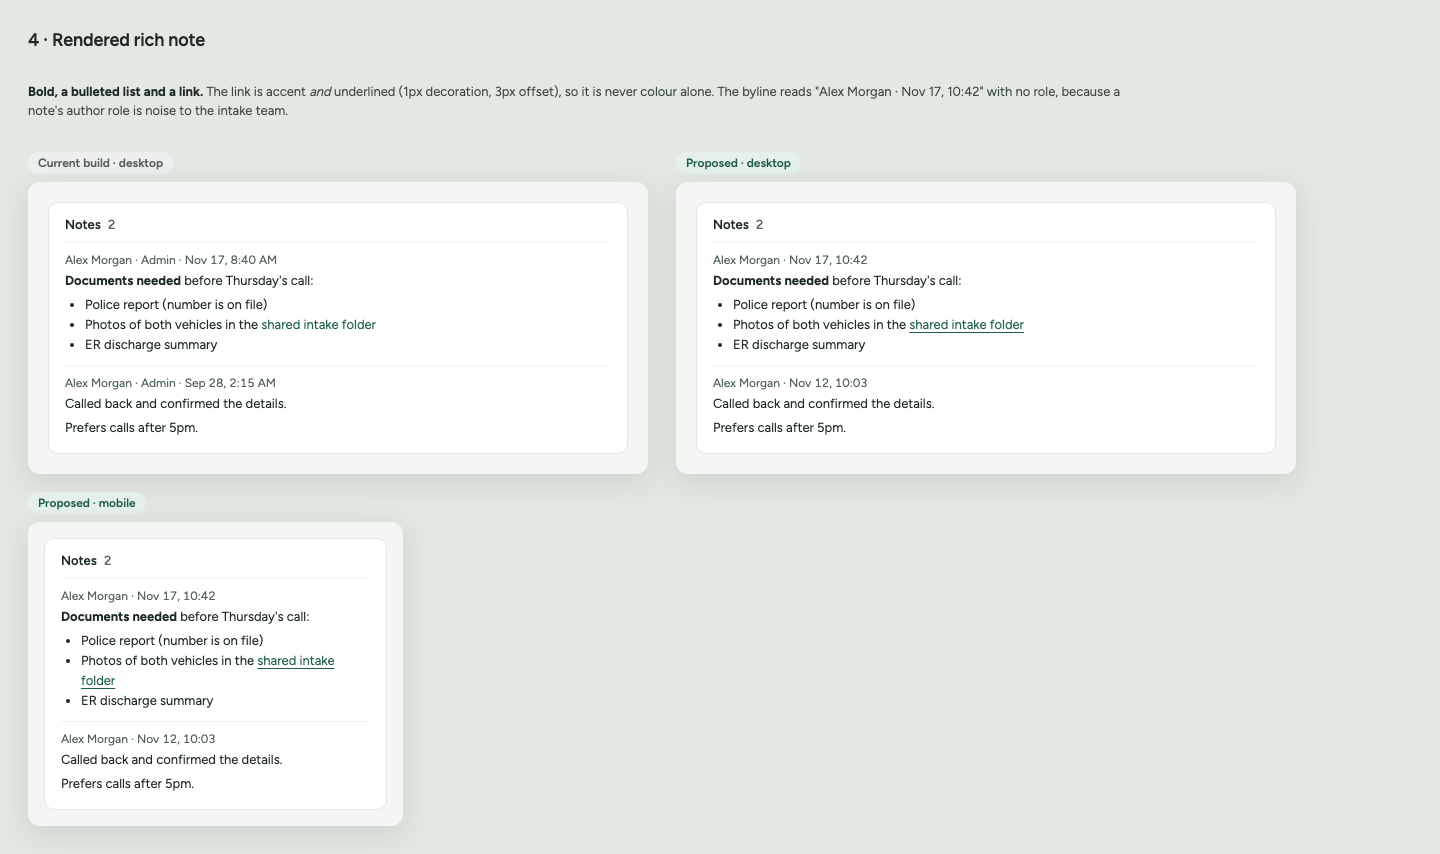 4 · Rendered rich note
Bold, a bulleted list and a link. The link is accent and underlined (1px decoration, 3px offset), so it is never colour alone. The byline reads "Alex Morgan · Nov 17, 10:42" with no role, because a
note's author role is noise to the intake team.
Current build · desktop
Notes 2
Alex Morgan · Admin · Nov 17, 8:40 AM
Documents needed before Thursday's call:
• Police report (number is on file)
• Photos of both vehicles in the shared intake folder
• ER discharge summary
Alex Morgan · Admin · Sep 28, 2:15 AM
Called back and confirmed the details.
Prefers calls after 5pm.
Proposed · desktop
Notes 2
Alex Morgan · Nov 17, 10:42
Documents needed before Thursday's call:
• Police report (number is on file)
• Photos of both vehicles in the shared intake folder
• ER discharge summary
Alex Morgan · Nov 12, 10:03
Called back and confirmed the details.
Prefers calls after 5pm.
Proposed · mobile
Notes 2
Alex Morgan · Nov 17, 10:42
Documents needed before Thursday's call:
• Police report (number is on file)
• Photos of both vehicles in the shared intake
folder
• ER discharge summary
Alex Morgan · Nov 12, 10:03
Called back and confirmed the details.
Prefers calls after 5pm.